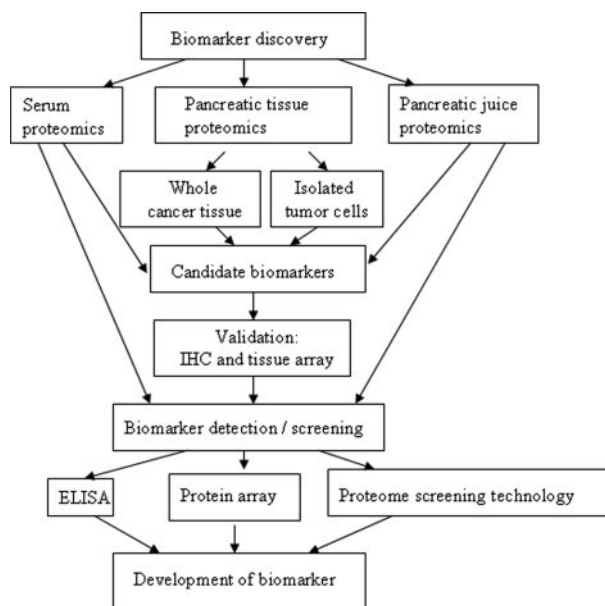 Biomarker discovery
Serum
proteomics
Pancreatic tissue
proteomics
Pancreatic juice
proteomics
Whole
cancer tissue
Isolated
tumor cells
Candidate biomarkers
Validation:
IHC and tissue array
Biomarker detection / screening
ELISA
Protein array
Proteome screening technology
Development of biomarker